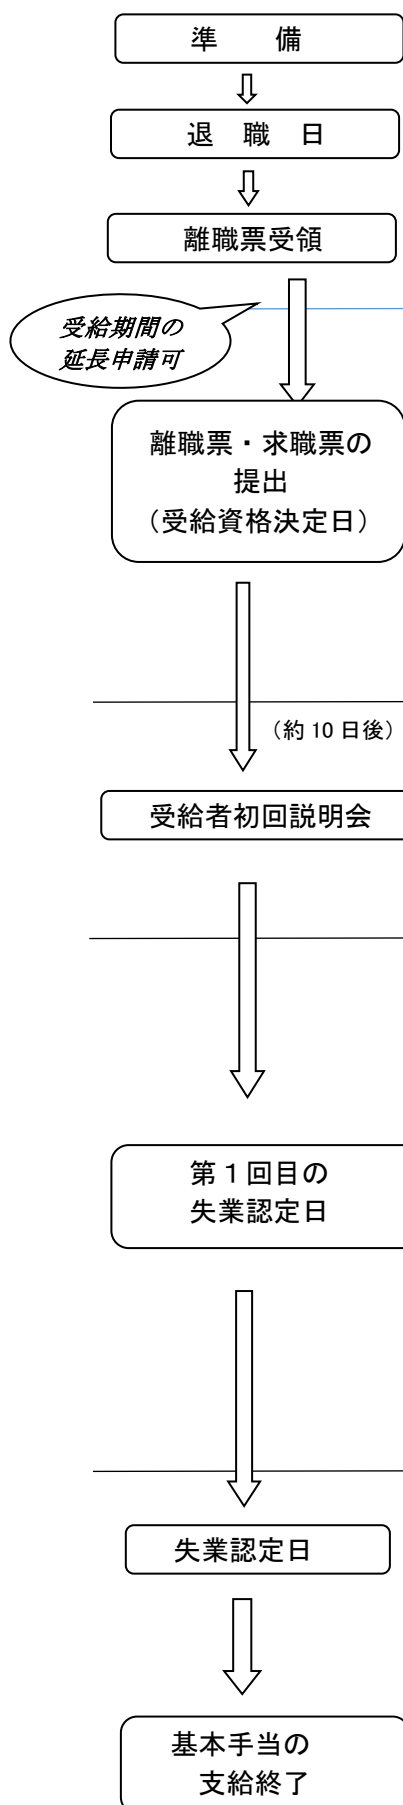 準　　備
退　職　日
離職票受領
受給期間の
延長申請可
離職票・求職票の
提出
（受給資格決定日）
（約 10 日後）
受給者初回説明会
第１回目の
失業認定日
失業認定日
基本手当の
支給終了